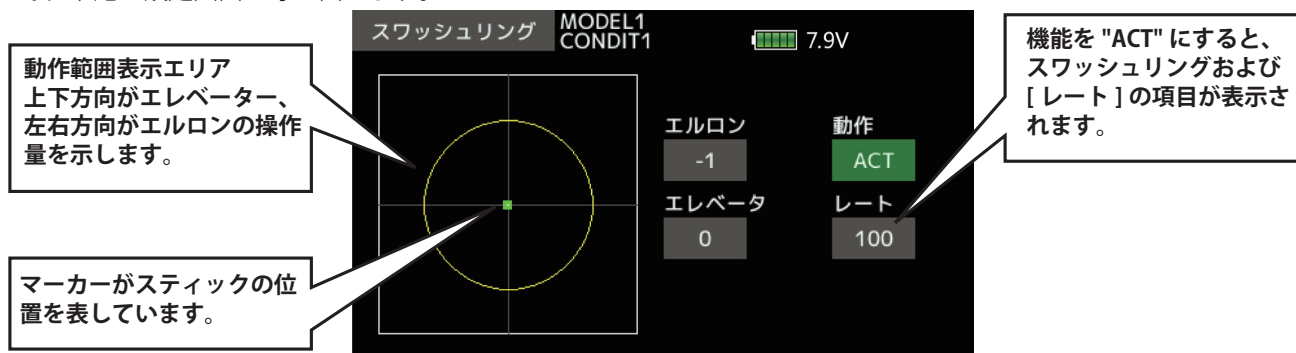 スワッシュリング
MODEL1
CONDIT1
7.9V
動作範囲表示エリア
上下方向がエレベーター、
左右方向がエルロンの操作
量を示します。
マーカーがスティックの位
置を表しています。
エルロン
-1
動作
ACT
エレベータ
0
レート
100
機能を "ACT" にすると、
スワッシュリングおよび
[ レート ] の項目が表示さ
れます。